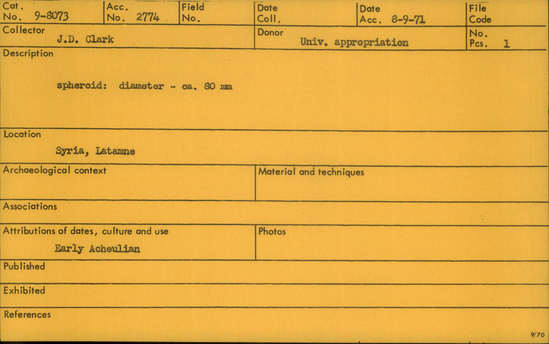 Cat. No. 9-8073 Acc. No. 2774 Field No. Date Coll. Date Acc. 8-9-71 File Code
Collector J.D. Clark Donor Univ. appropriation No. Pcs. 1
Description
spheroid: diameter - ca. 80 mm
Location
Syria, Latamne
Archaeological context Material and techniques
Associations
Attributions of dates, culture and use Photos
Early Acheulian
Published
Exhibited
References
9/70